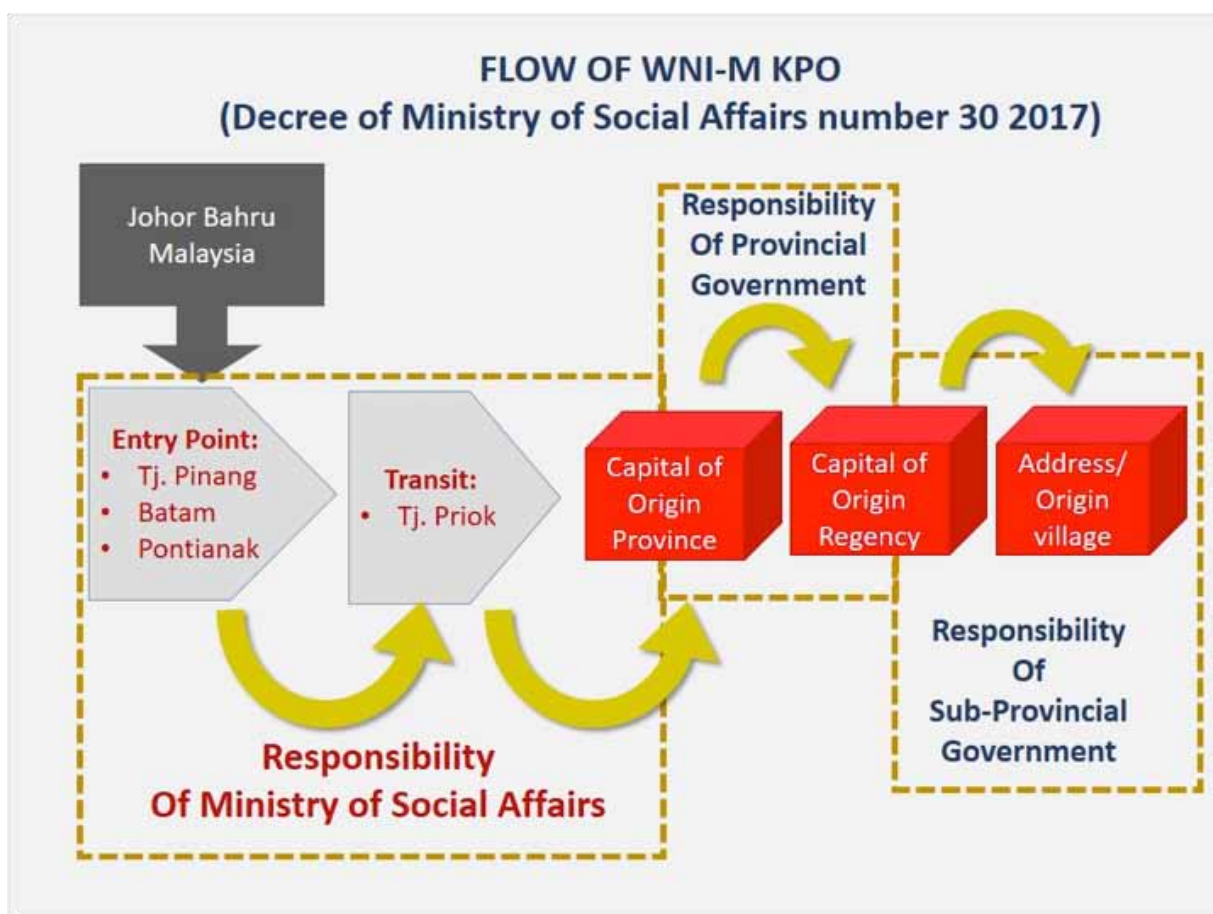 FLOW OF WNI-M KPO
(Decree of Ministry of Social Affairs number 30 2017)
Johor Bahru
Malaysia
Responsibility
Of Provincial
Government
Entry Point:
• Tj. Pinang
• Batam
• Pontianak
Transit:
• Tj. Priok
Capital of
Origin
Province
Capital of
Origin
Regency
Address/
Origin
village
Responsibility
Of Ministry of Social Affairs
Responsibility
Of
Sub-Provincial
Government